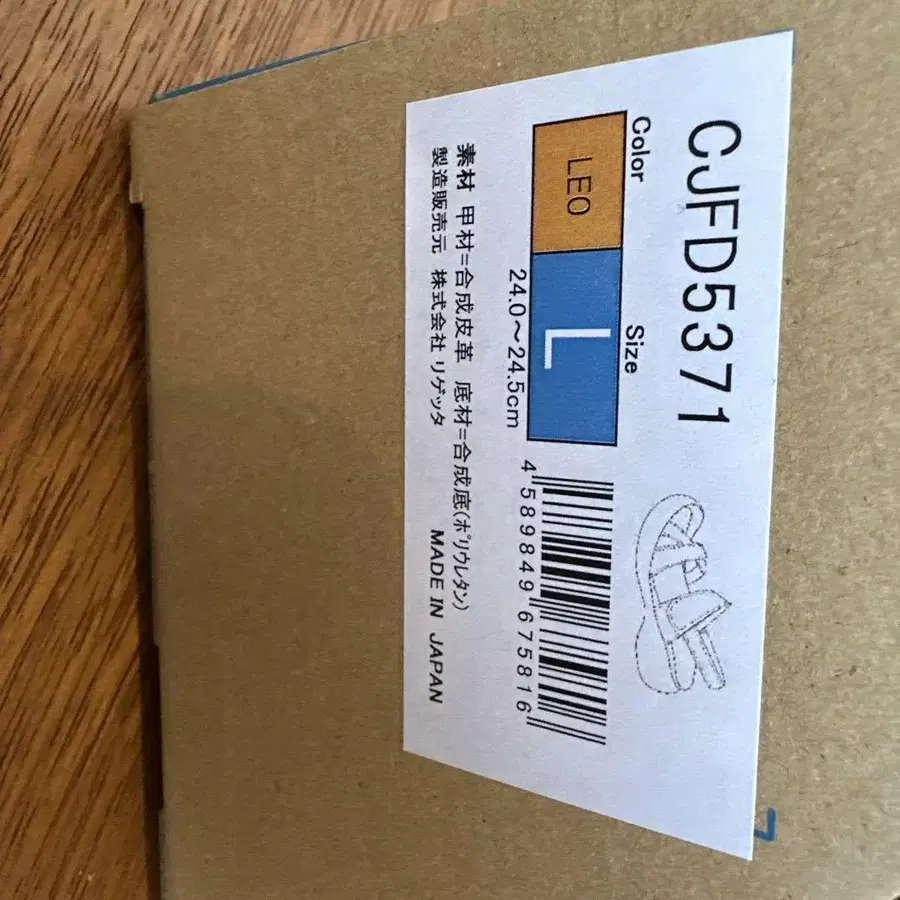 CJFD5371
Color
Size
LEO
L
24.0〜24.5cm
4 589849 675816
素材 甲材=合成皮革 底材=合成底(ポリウレタン)
製造販売元 株式会社 リゲッタ MADE IN JAPAN